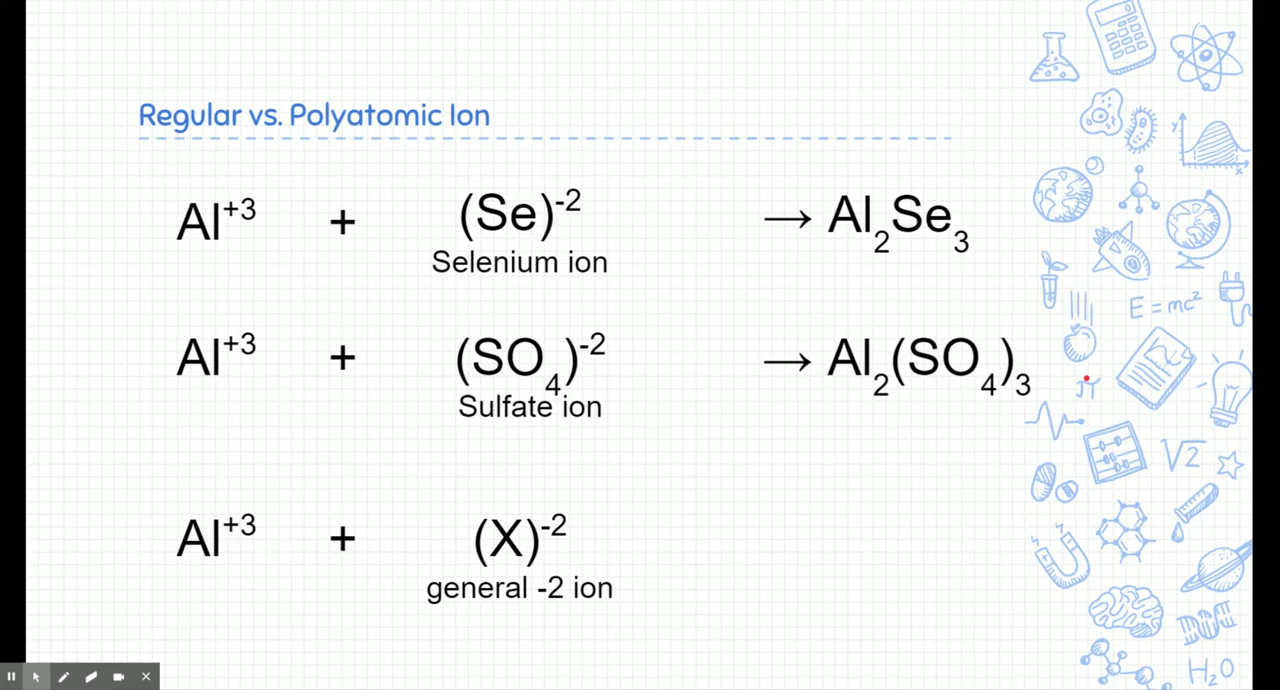 Regular vs. Polyatomic Ion
Al⁺³ + (Se)⁻² → Al₂Se₃
Selenium ion
Al⁺³ + (SO₄)⁻² → Al₂(SO₄)₃
Sulfate ion
Al⁺³ + (X)⁻²
general -2 ion
y
x
E = mc²
π
√2
H₂O